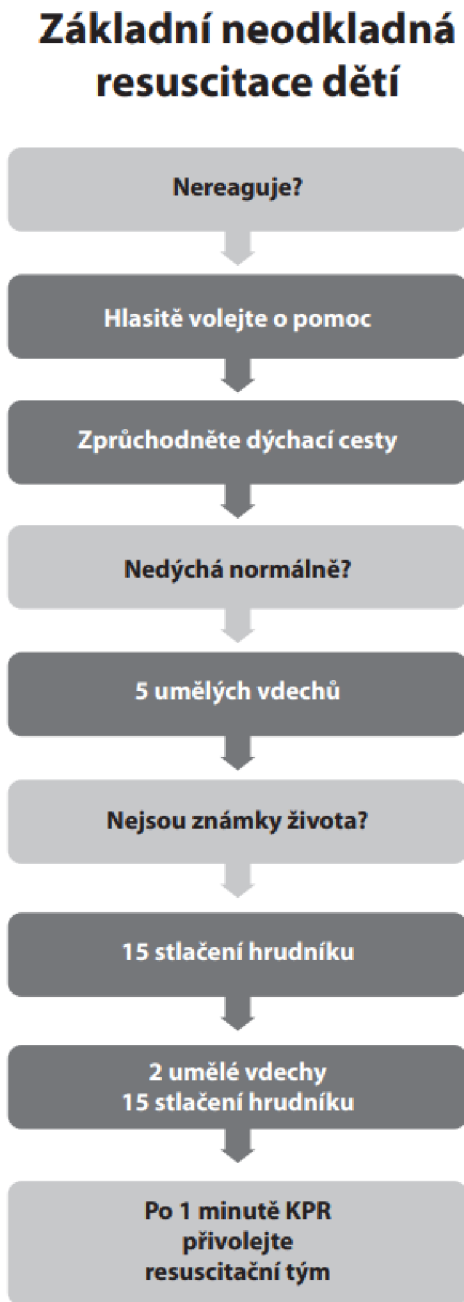 Základní neodkladná
resuscitace dětí
Nereaguje?
Hlasitě volejte o pomoc
Zprůchodněte dýchací cesty
Nedýchá normálně?
5 umělých vdechů
Nejsou známky života?
15 stlačení hrudníku
2 umělé vdechy
15 stlačení hrudníku
Po 1 minutě KPR
přivolejte
resuscitační tým